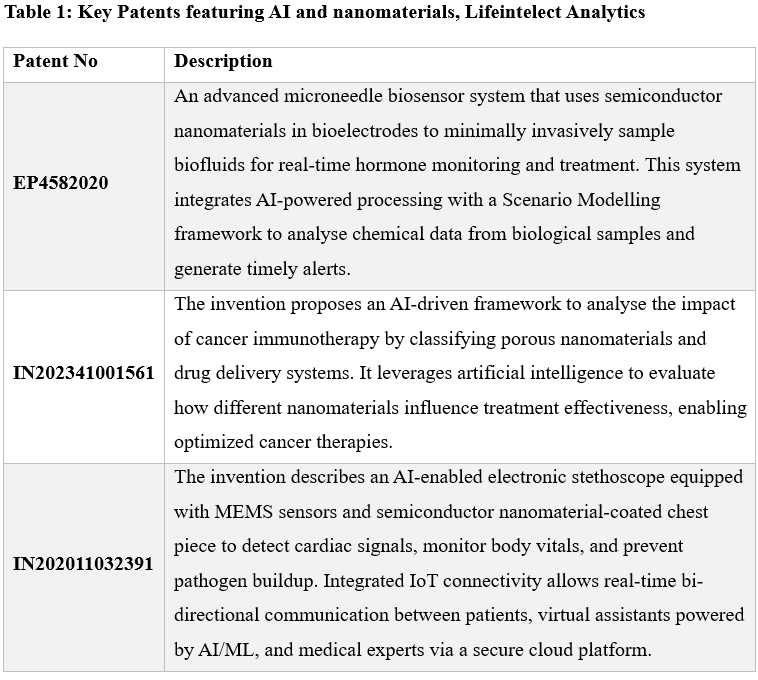 Table 1: Key Patents featuring AI and nanomaterials, Lifeintelect Analytics
Patent No Description
An advanced microneedle biosensor system that uses semiconductor
nanomaterials in bioelectrodes to minimally invasively sample
biofluids for real-time hormone monitoring and treatment. This system
EP4582020
integrates AI-powered processing with a Scenario Modelling
framework to analyse chemical data from biological samples and
generate timely alerts.
The invention proposes an AI-driven framework to analyse the impact
of cancer immunotherapy by classifying porous nanomaterials and
IN202341001561
drug delivery systems. It leverages artificial intelligence to evaluate
how different nanomaterials influence treatment effectiveness, enabling
optimized cancer therapies.
The invention describes an AI-enabled electronic stethoscope equipped
with MEMS sensors and semiconductor nanomaterial-coated chest
piece to detect cardiac signals, monitor body vitals, and prevent
IN202011032391
pathogen buildup. Integrated IoT connectivity allows real-time bi-
directional communication between patients, virtual assistants powered
by AI/ML, and medical experts via a secure cloud platform.